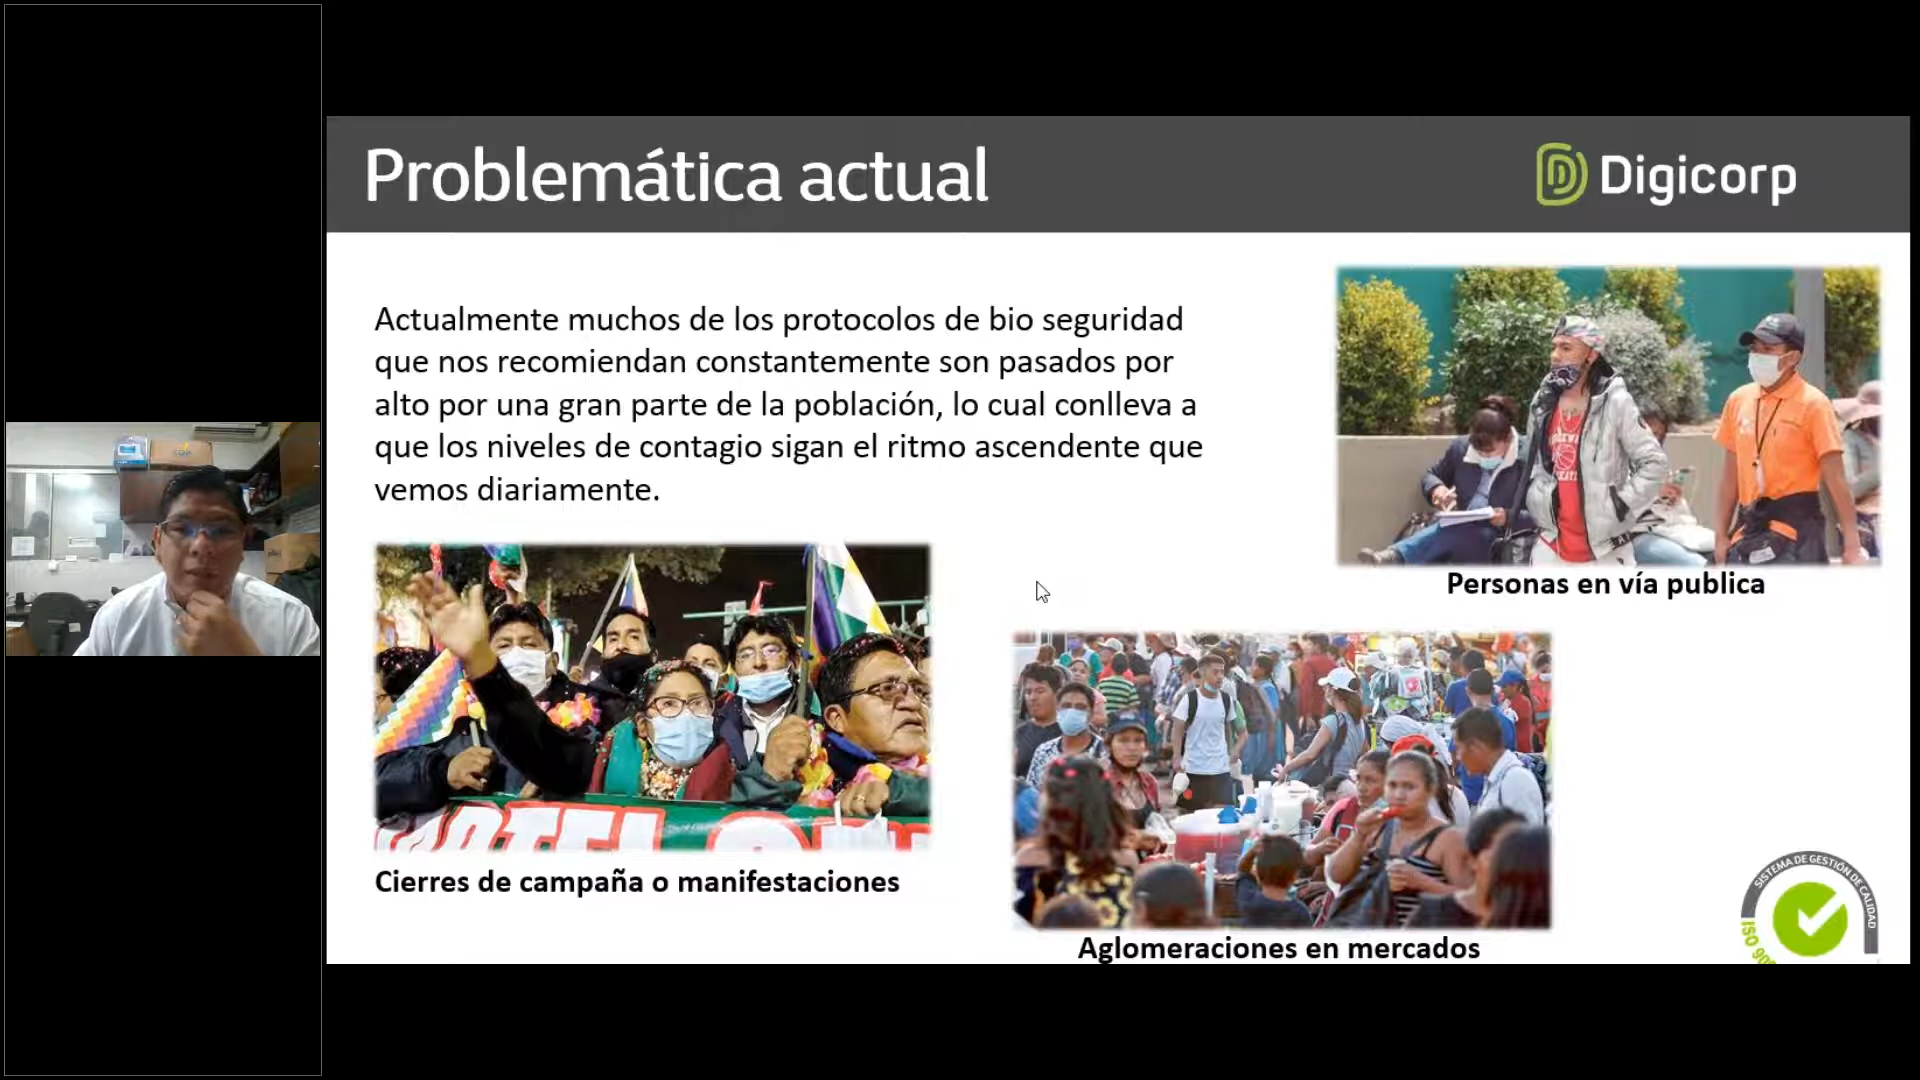 Problemática actual
Digicorp
Actualmente muchos de los protocolos de bio seguridad
que nos recomiendan constantemente son pasados por
alto por una gran parte de la población, lo cual conlleva a
que los niveles de contagio sigan el ritmo ascendente que
vemos diariamente.
Personas en vía publica
Cierres de campaña o manifestaciones
Aglomeraciones en mercados
SISTEMA DE GESTIÓN DE CALIDAD
ISO